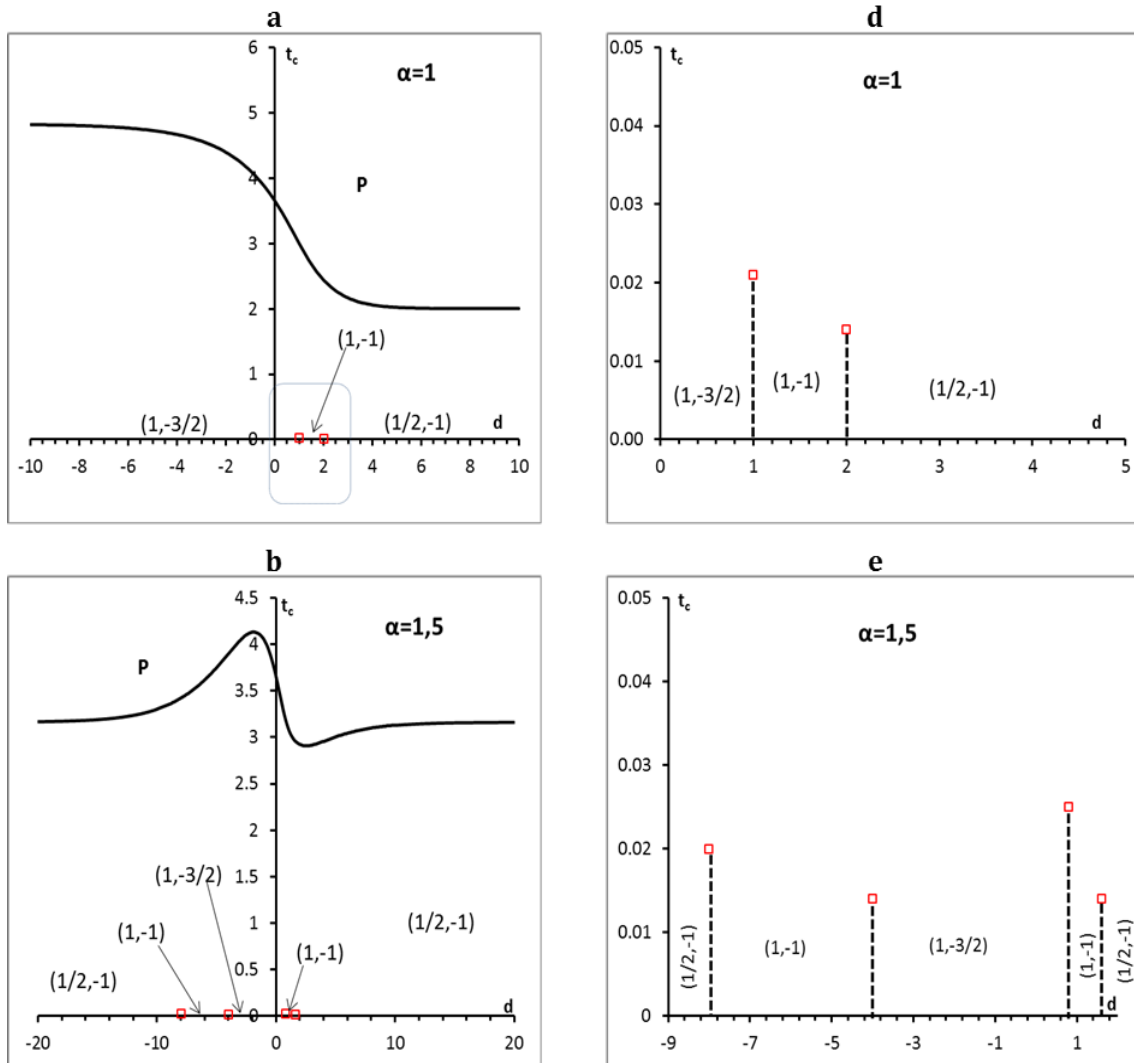 a
t_c
α=1
6
5
4
3
2
1
0
P
(1,-1)
(1,-3/2)
(1/2,-1)
d
-10 -8 -6 -4 -2 0 2 4 6 8 10
d
t_c
α=1
0.05
0.04
0.03
0.02
0.01
0.00
(1,-3/2)
(1,-1)
(1/2,-1)
d
0 1 2 3 4 5
b
t_c
α=1,5
4.5
4
3.5
3
2.5
2
1.5
1
0.5
0
P
(1,-3/2)
(1,-1)
(1/2,-1)
(1,-1)
(1/2,-1)
d
-20 -10 0 10 20
e
t_c
α=1,5
0.05
0.04
0.03
0.02
0.01
0
(1/2,-1)
(1,-1)
(1,-3/2)
(1,-1)
(1/2,-1)
d
-9 -7 -5 -3 -1 1